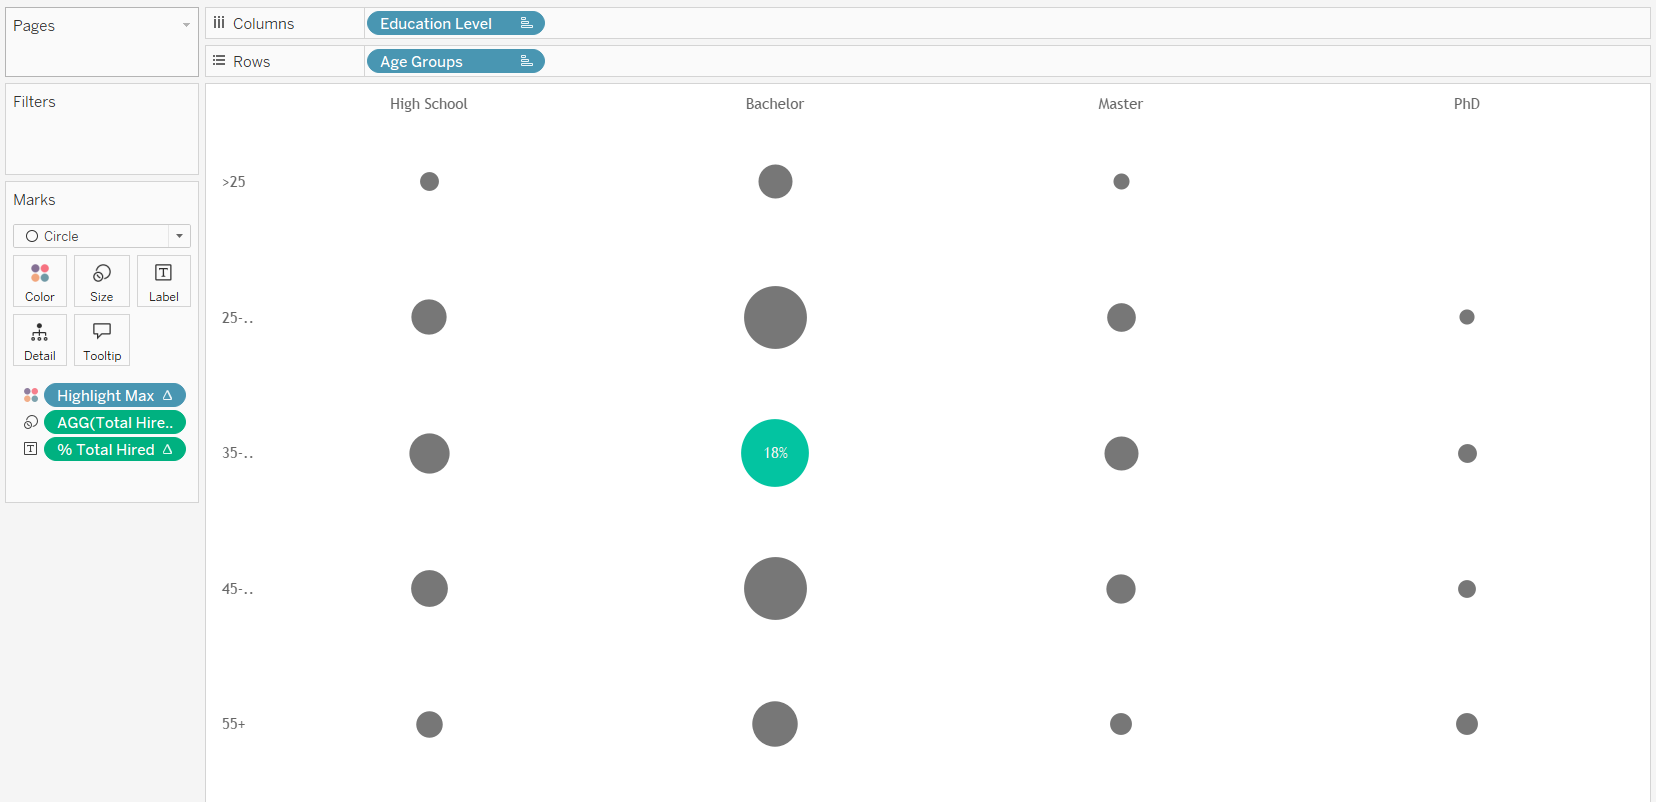 Pages
Columns
Education Level
Rows
Age Groups
Filters
Marks
Circle
Color
Size
T
Label
Detail
Tooltip
Highlight Max Δ
AGG(Total Hire..
T
% Total Hired Δ
High School
Bachelor
Master
PhD
>25
25-..
35-..
18%
45-..
55+